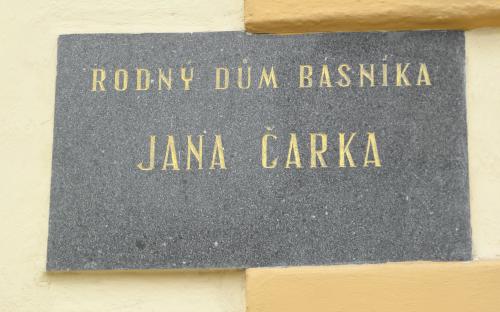 RODNÝ DŮM BÁSNÍKA
JANA ČARKA